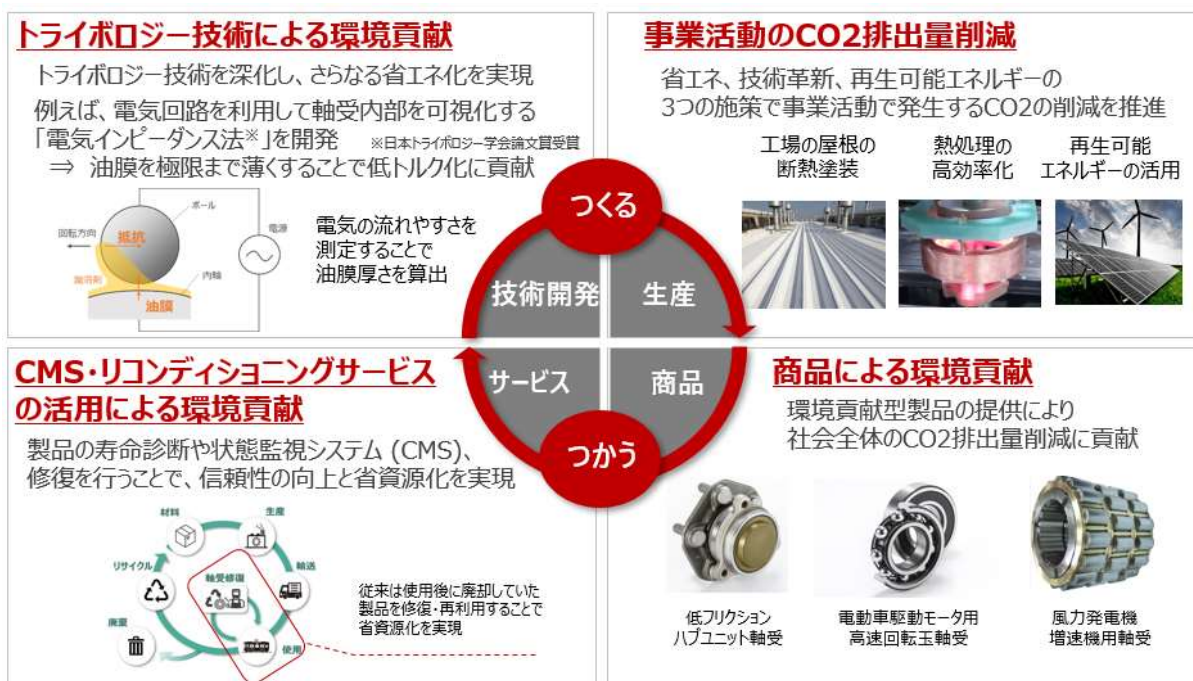 トライボロジー技術による環境貢献
トライボロジー技術を深化し、さらなる省エネ化を実現
例えば、電気回路を利用して軸受内部を可視化する
「電気インピーダンス法※」を開発 ※日本トライボロジー学会論文賞受賞
⇒ 油膜を極限まで薄くすることで低トルク化に貢献
ボール
回転方向
抵抗
電源
潤滑剤
内輪
油膜
電気の流れやすさを
測定することで
油膜厚さを算出
事業活動のCO2排出量削減
省エネ、技術革新、再生可能エネルギーの
3つの施策で事業活動で発生するCO2の削減を推進
工場の屋根の
断熱塗装
熱処理の
高効率化
再生可能
エネルギーの活用
つくる
技術開発
生産
サービス
商品
つかう
CMS・リコンディショニングサービス
の活用による環境貢献
製品の寿命診断や状態監視システム (CMS)、
修復を行うことで、信頼性の向上と省資源化を実現
材料
生産
リサイクル
軸受修復
輸送
廃棄
使用
従来は使用後に廃却していた
製品を修復・再利用することで
省資源化を実現
商品による環境貢献
環境貢献型製品の提供により
社会全体のCO2排出量削減に貢献
低フリクション
ハブユニット軸受
電動車駆動モータ用
高速回転玉軸受
風力発電機
増速機用軸受